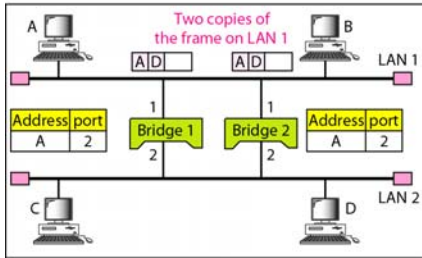 Two copies of
the frame on LAN 1
A
B
A D
A D
LAN 1
1
1
Address port
A 2
Bridge 1
Bridge 2
Address port
A 2
2
2
LAN 2
C
D